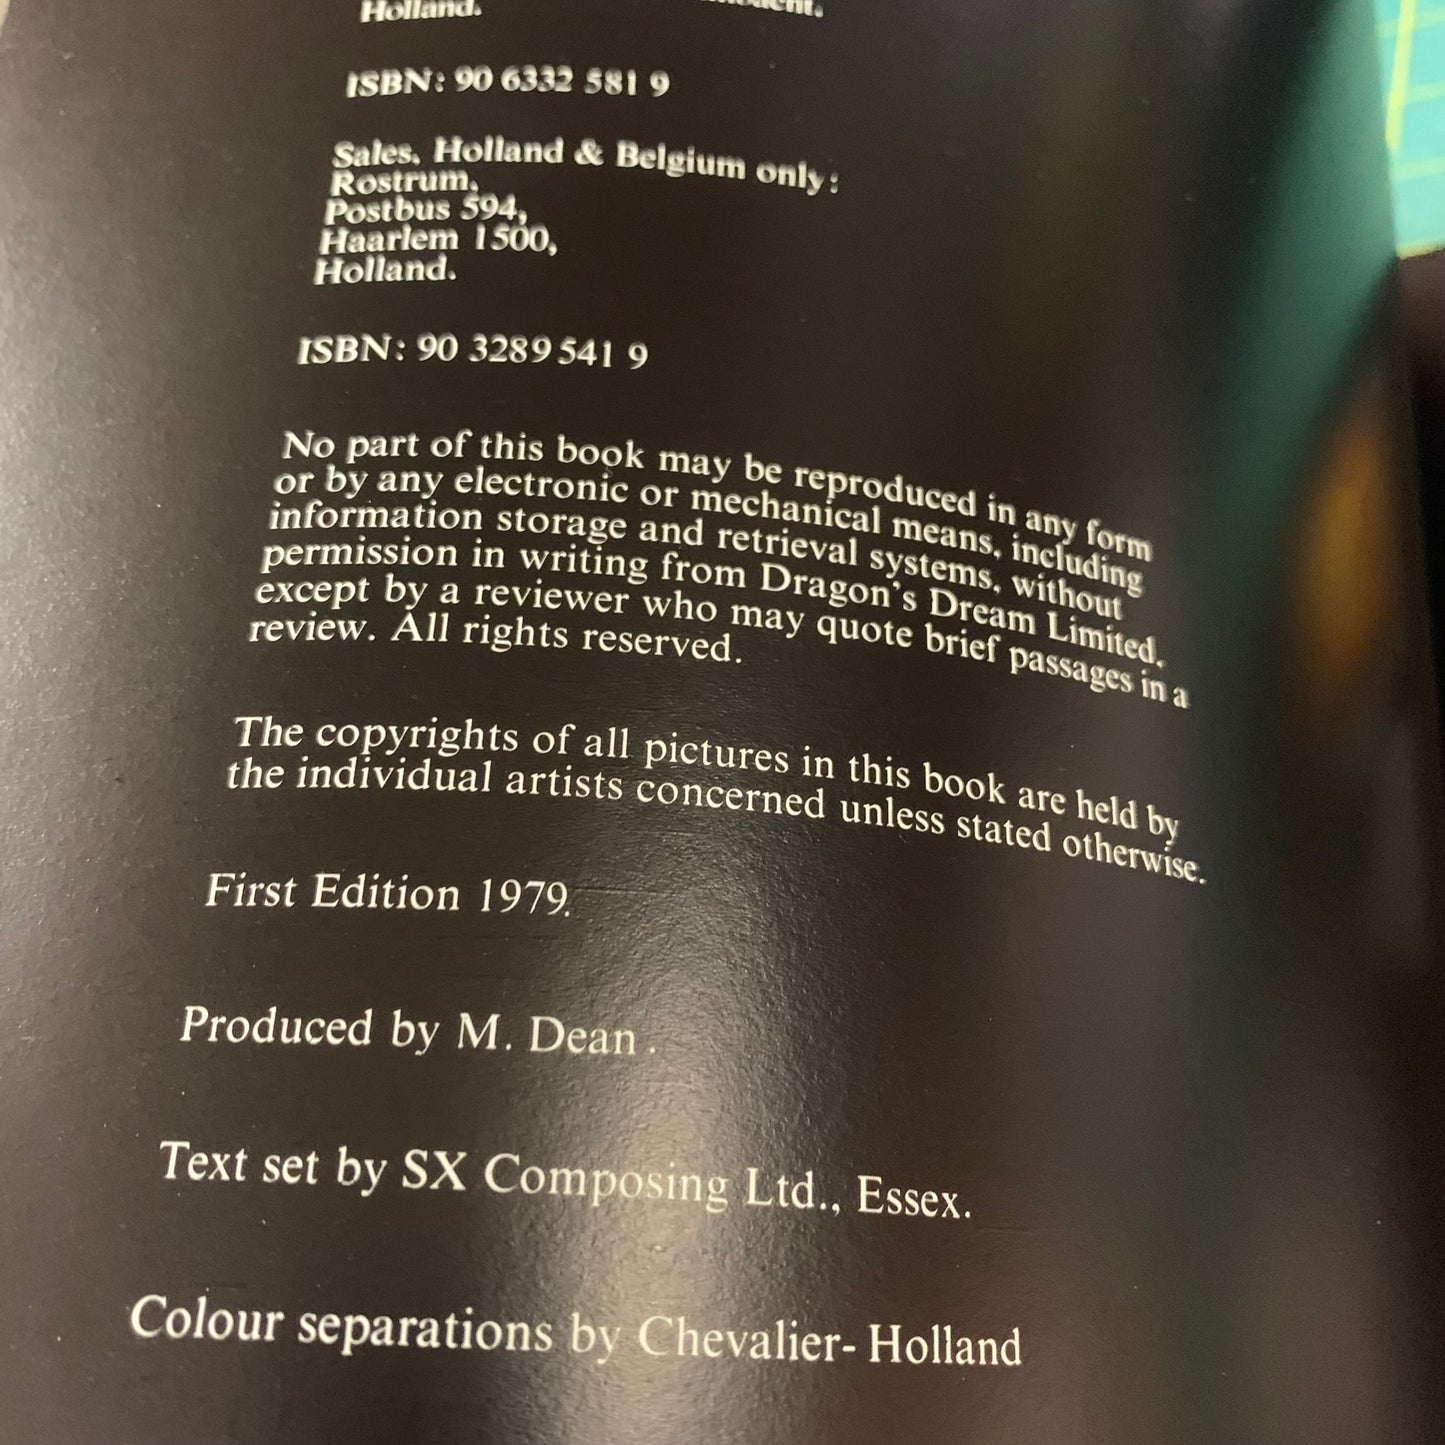 Holland.
ISBN: 90 6332 581 9
Sales. Holland & Belgium only:
Rostrum.
Postbus 594,
Haarlem 1500,
Holland.
ISBN: 90 3289 541 9
No part of this book may be reproduced in any form
or by any electronic or mechanical means, including
information storage and retrieval systems, without
permission in writing from Dragon's Dream Limited,
except by a reviewer who may quote brief passages in a
review. All rights reserved.
The copyrights of all pictures in this book are held by
the individual artists concerned unless stated otherwise.
First Edition 1979.
Produced by M. Dean .
Text set by SX Composing Ltd., Essex.
Colour separations by Chevalier- Holland